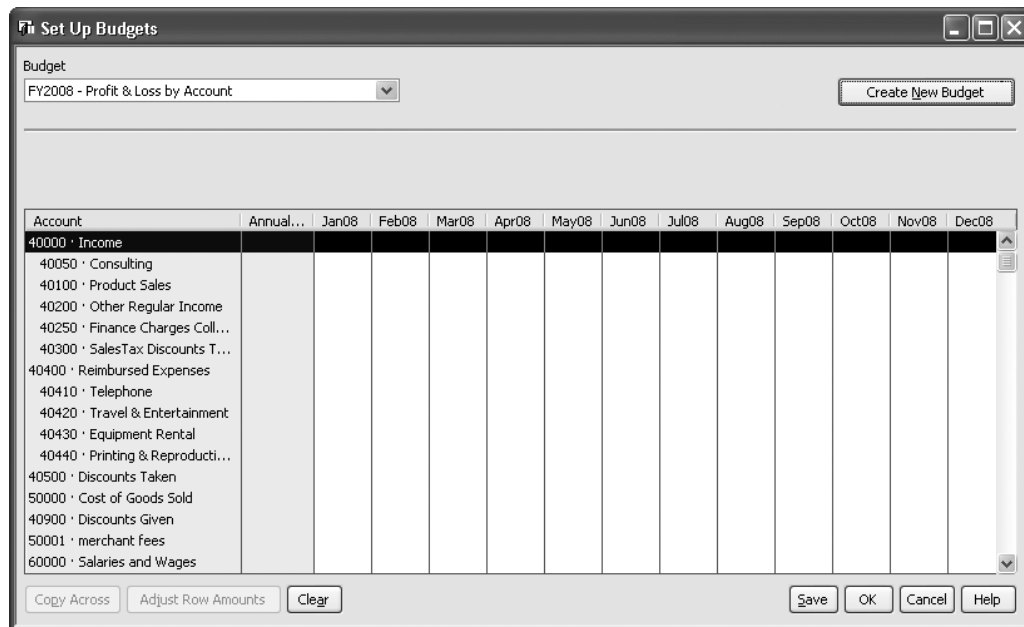 Set Up Budgets
Budget
FY2008 - Profit & Loss by Account
Create New Budget
Account Annual... Jan08 Feb08 Mar08 Apr08 May08 Jun08 Jul08 Aug08 Sep08 Oct08 Nov08 Dec08
40000 · Income
40050 · Consulting
40100 · Product Sales
40200 · Other Regular Income
40250 · Finance Charges Coll...
40300 · SalesTax Discounts T...
40400 · Reimbursed Expenses
40410 · Telephone
40420 · Travel & Entertainment
40430 · Equipment Rental
40440 · Printing & Reproducti...
40500 · Discounts Taken
50000 · Cost of Goods Sold
40900 · Discounts Given
50001 · merchant fees
60000 · Salaries and Wages
Copy Across Adjust Row Amounts Clear Save OK Cancel Help